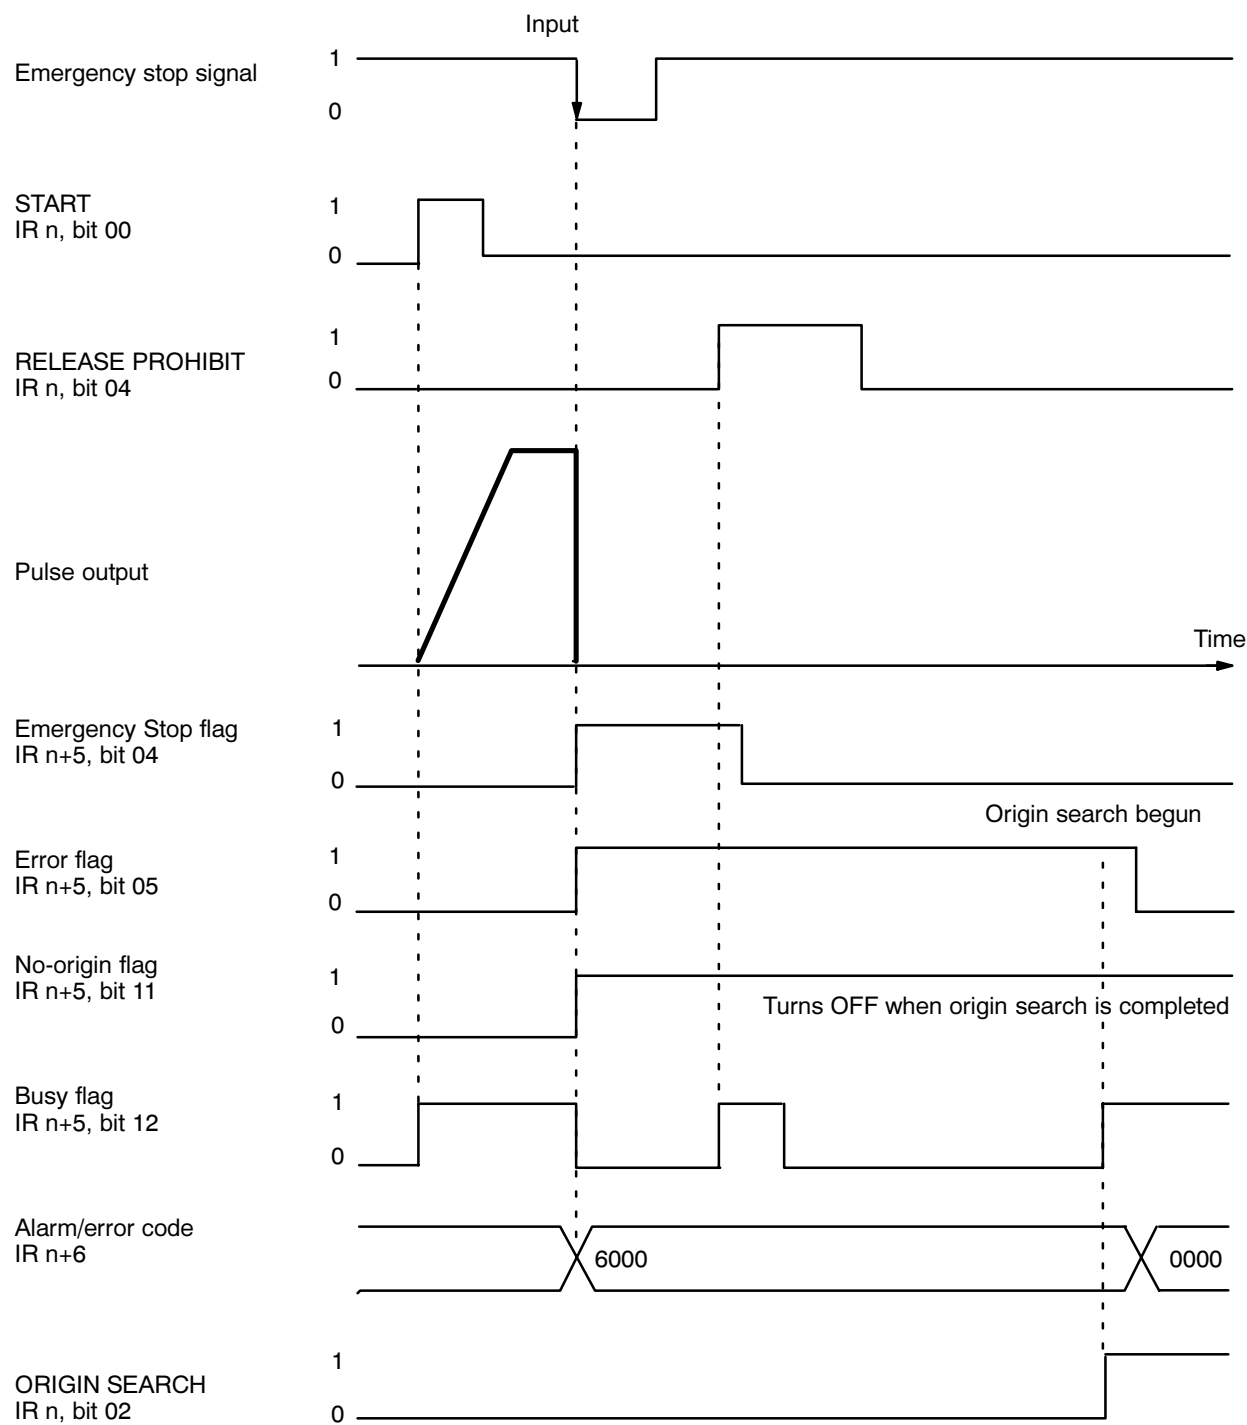 Input
Emergency stop signal
1
0
START
IR n, bit 00
1
0
RELEASE PROHIBIT
IR n, bit 04
1
0
Pulse output
Time
Emergency Stop flag
IR n+5, bit 04
1
0
Origin search begun
Error flag
IR n+5, bit 05
1
0
No-origin flag
IR n+5, bit 11
1
0
Turns OFF when origin search is completed
Busy flag
IR n+5, bit 12
1
0
Alarm/error code
IR n+6
6000
0000
ORIGIN SEARCH
IR n, bit 02
1
0